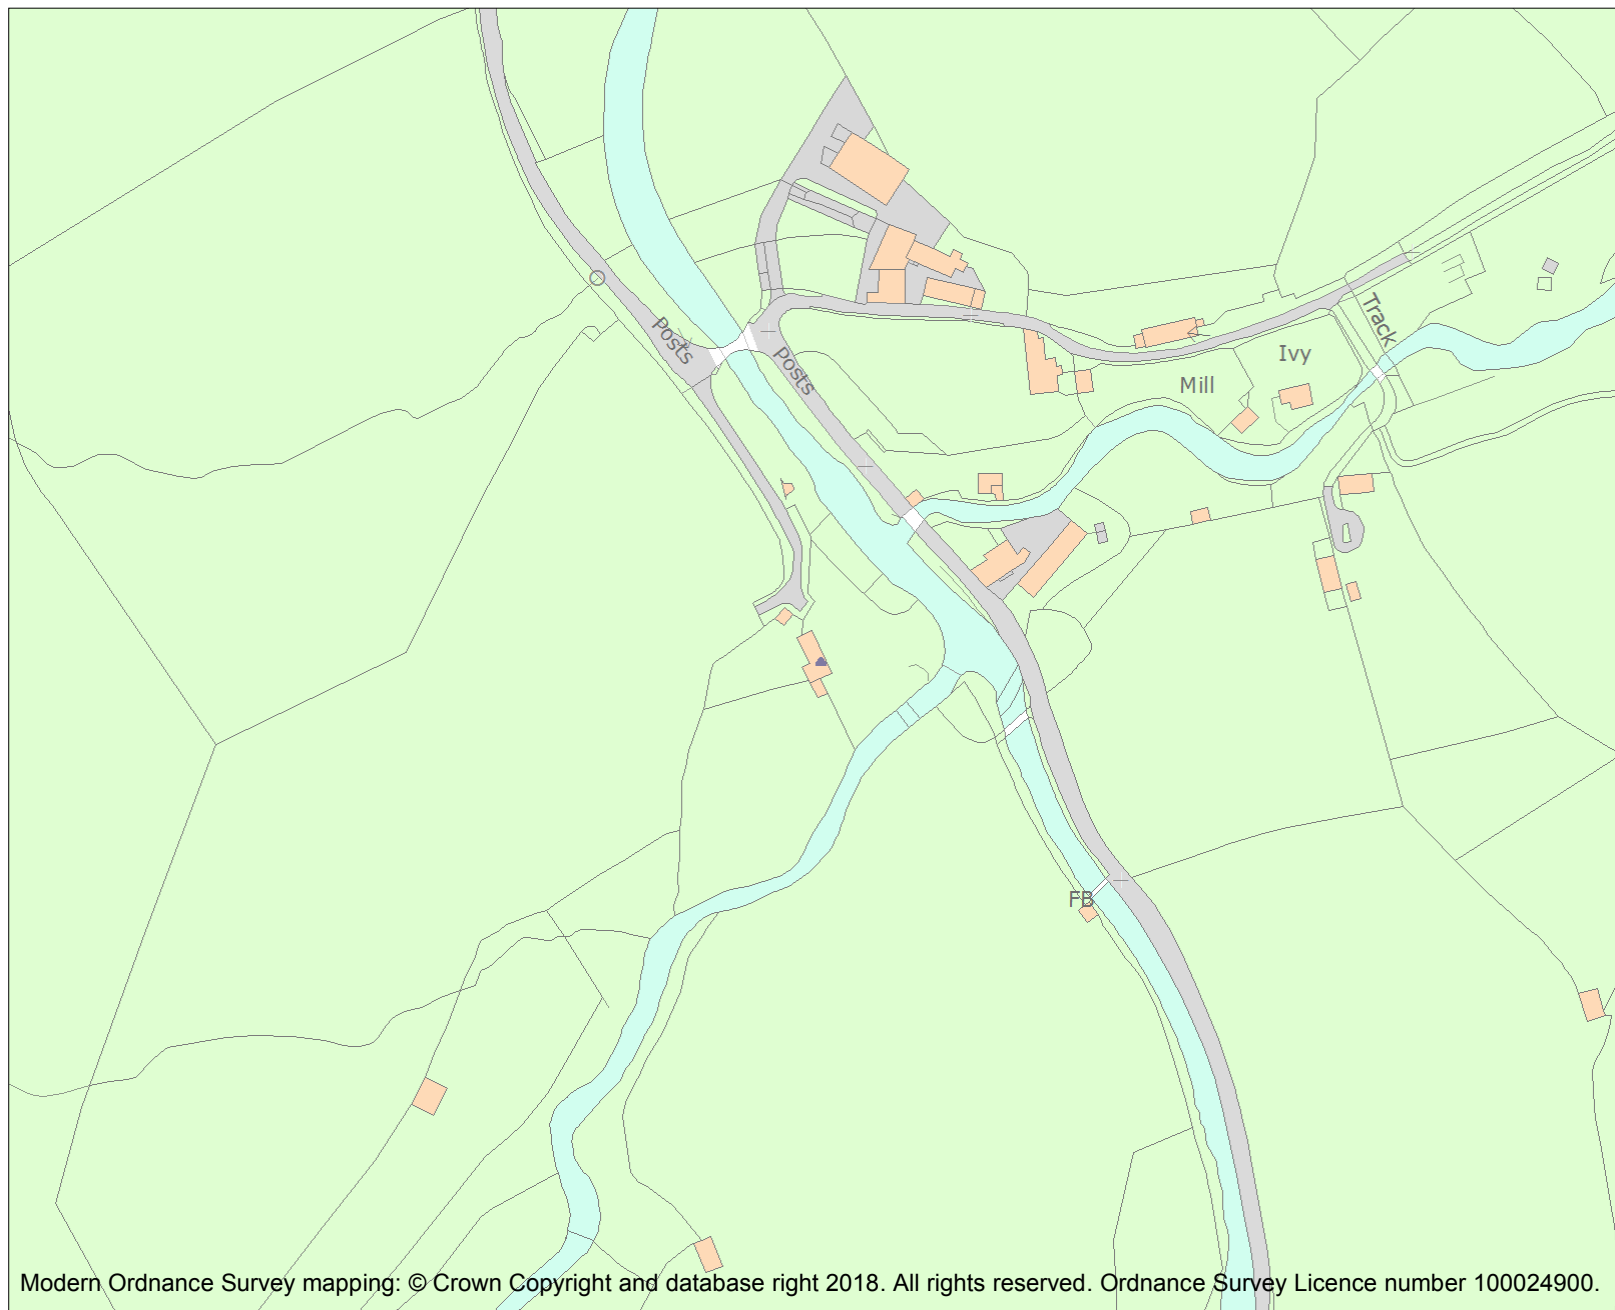 Track
Posts
Posts
Ivy
Mill
FB
Modern Ordnance Survey mapping: © Crown Copyright and database right 2018. All rights reserved. Ordnance Survey Licence number 100024900.